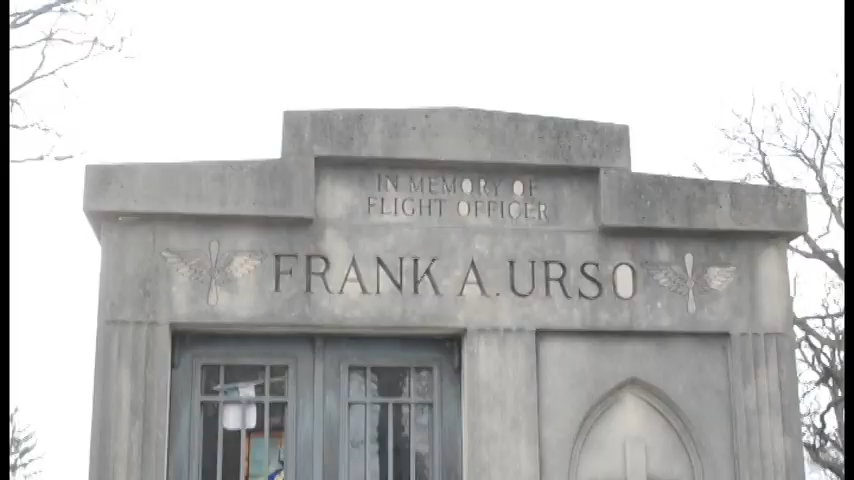 IN MEMORY OF
FLIGHT OFFICER
FRANK A. URSO